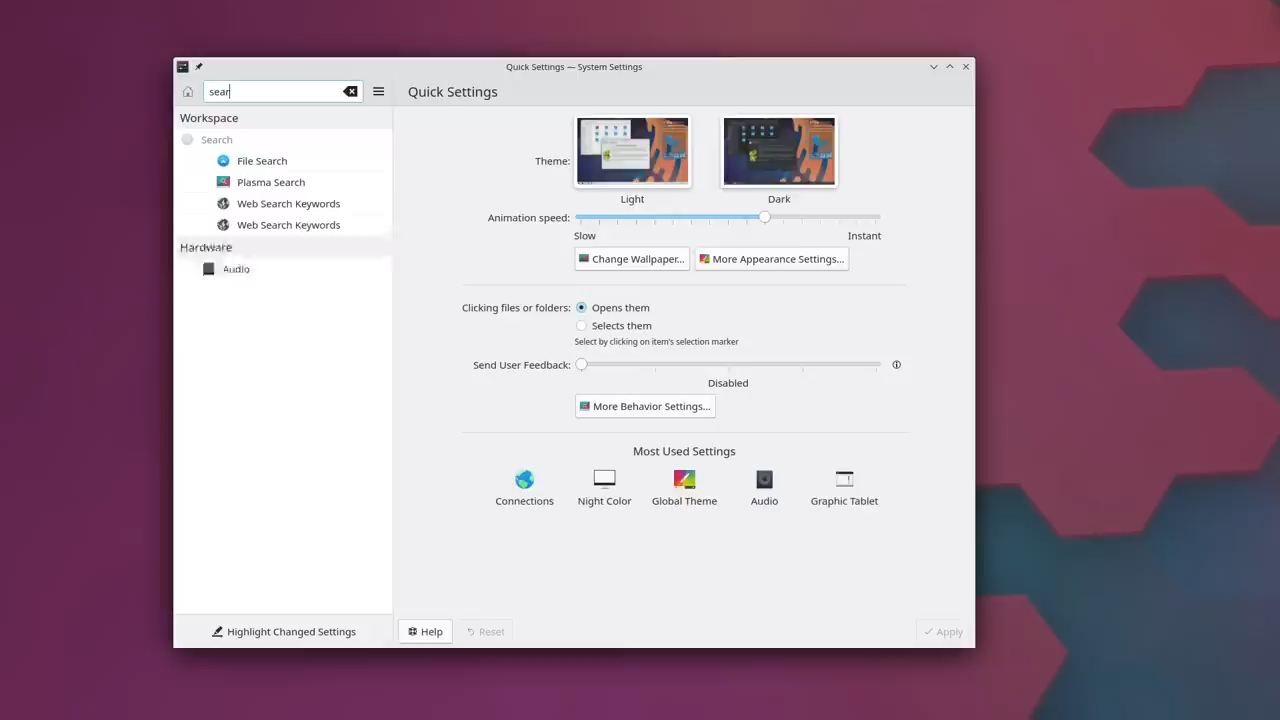 Quick Settings — System Settings
sear
Quick Settings
Workspace
Search
File Search
Plasma Search
Web Search Keywords
Web Search Keywords
Hardware
Audio
Theme:
Light
Dark
Animation speed:
Slow
Instant
Change Wallpaper...
More Appearance Settings...
Clicking files or folders:
Opens them
Selects them
Select by clicking on item's selection marker
Send User Feedback:
Disabled
More Behavior Settings...
Most Used Settings
Connections
Night Color
Global Theme
Audio
Graphic Tablet
Highlight Changed Settings
Help
Reset
Apply